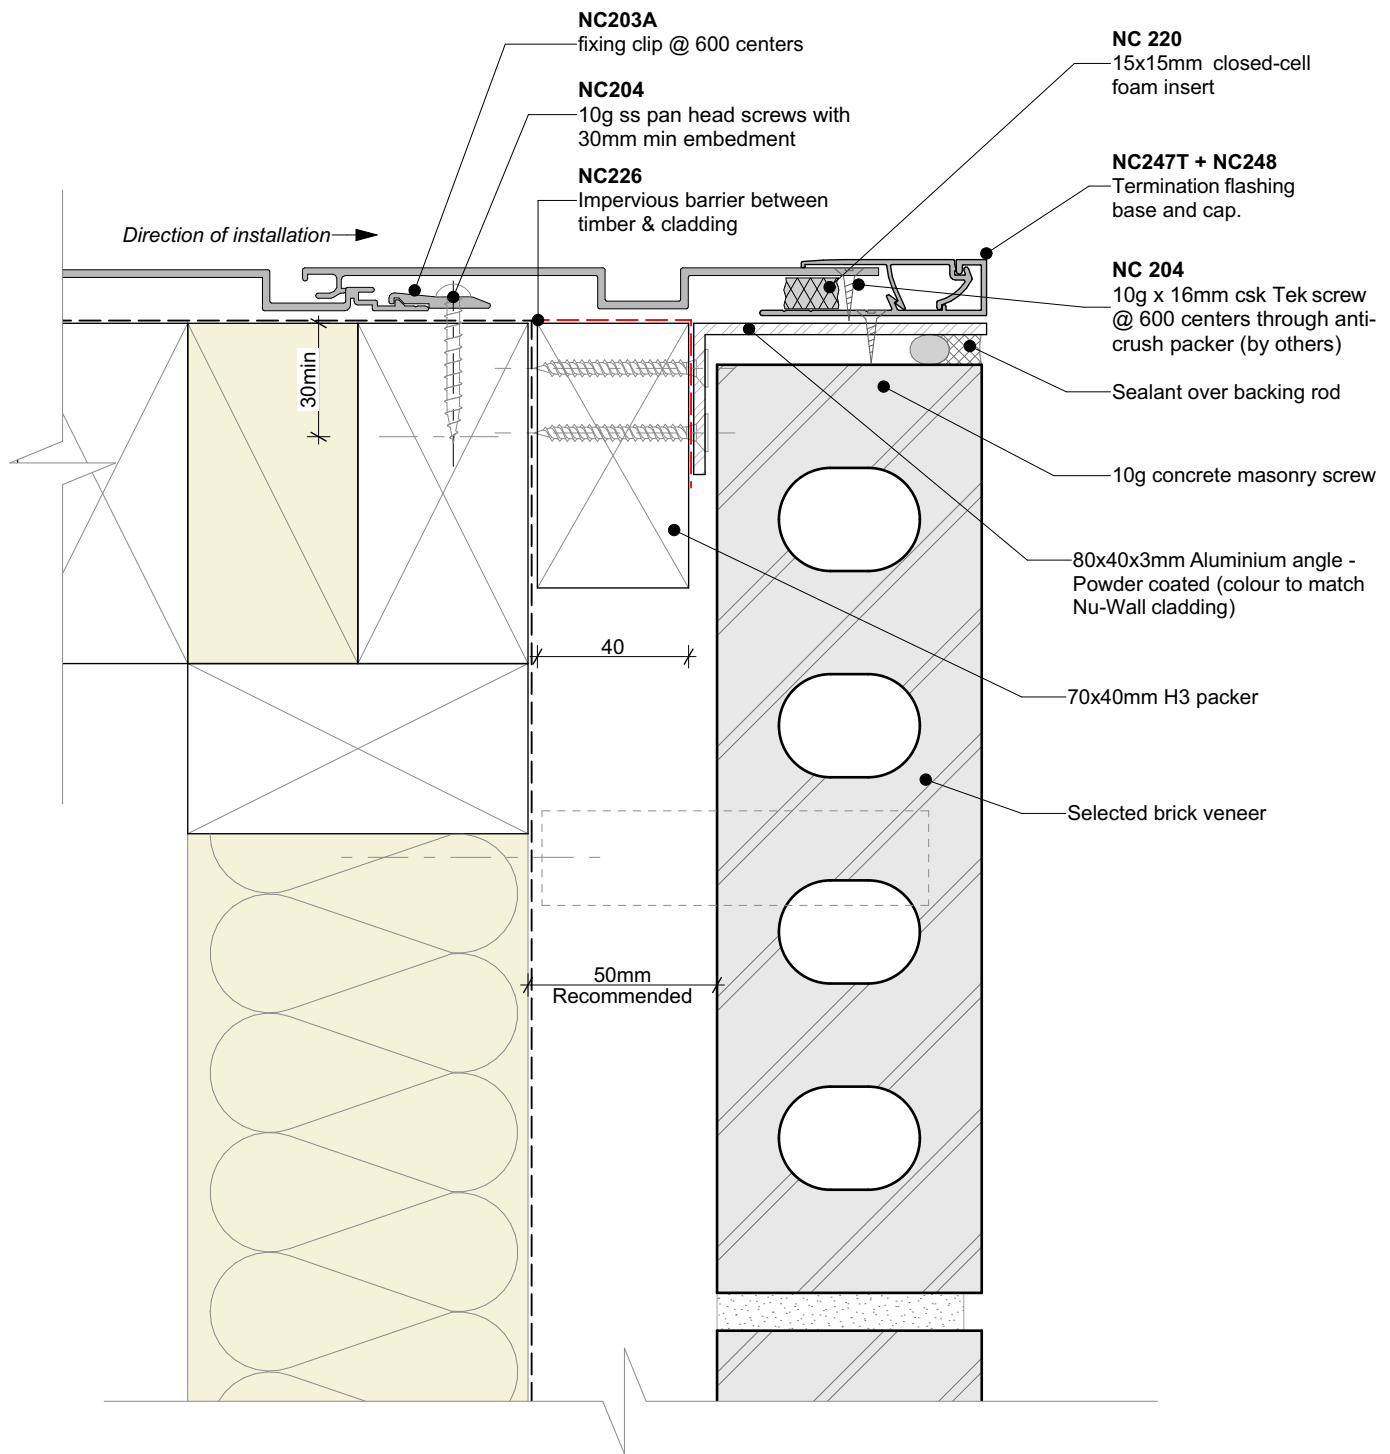 NC203A
fixing clip @ 600 centers
NC204
10g ss pan head screws with
30mm min embedment
NC226
Impervious barrier between
timber & cladding
Direction of installation
NC 220
15x15mm closed-cell
foam insert
NC247T + NC248
Termination flashing
base and cap.
NC 204
10g x 16mm csk Tek screw
@ 600 centers through anti-
crush packer (by others)
Sealant over backing rod
10g concrete masonry screw
80x40x3mm Aluminium angle -
Powder coated (colour to match
Nu-Wall cladding)
70x40mm H3 packer
Selected brick veneer
30min
40
50mm
Recommended